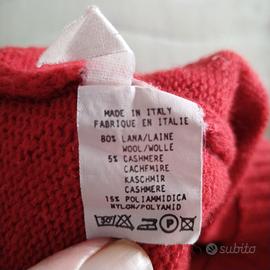 MADE IN ITALY
FABRIQUE EN ITALIE
80% LANA/LAINE
WOOL/WOLLE
5% CASHMERE
CACHEMIRE
KASCHMIR
CASHMERE
15% POLIAMMIDICA
NYLON/POLYAMID
P
subito